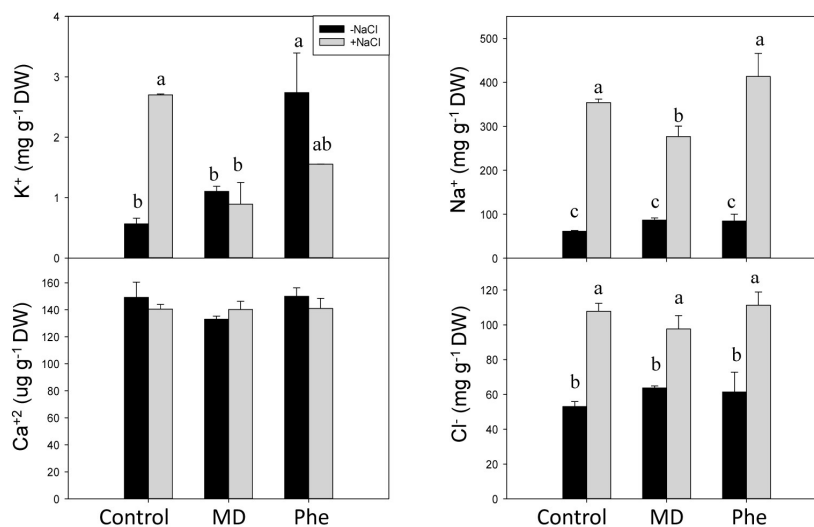 K⁺ (mg g⁻¹ DW)
4
3
2
1
0
-NaCl
+NaCl
b
a
b
b
a
ab
Na⁺ (mg g⁻¹ DW)
500
400
300
200
100
0
c
a
c
b
c
a
Ca⁺² (ug g⁻¹ DW)
160
140
120
100
80
60
40
20
0
Control MD Phe
Cl⁻ (mg g⁻¹ DW)
120
100
80
60
40
20
0
b
a
b
a
b
a
Control MD Phe